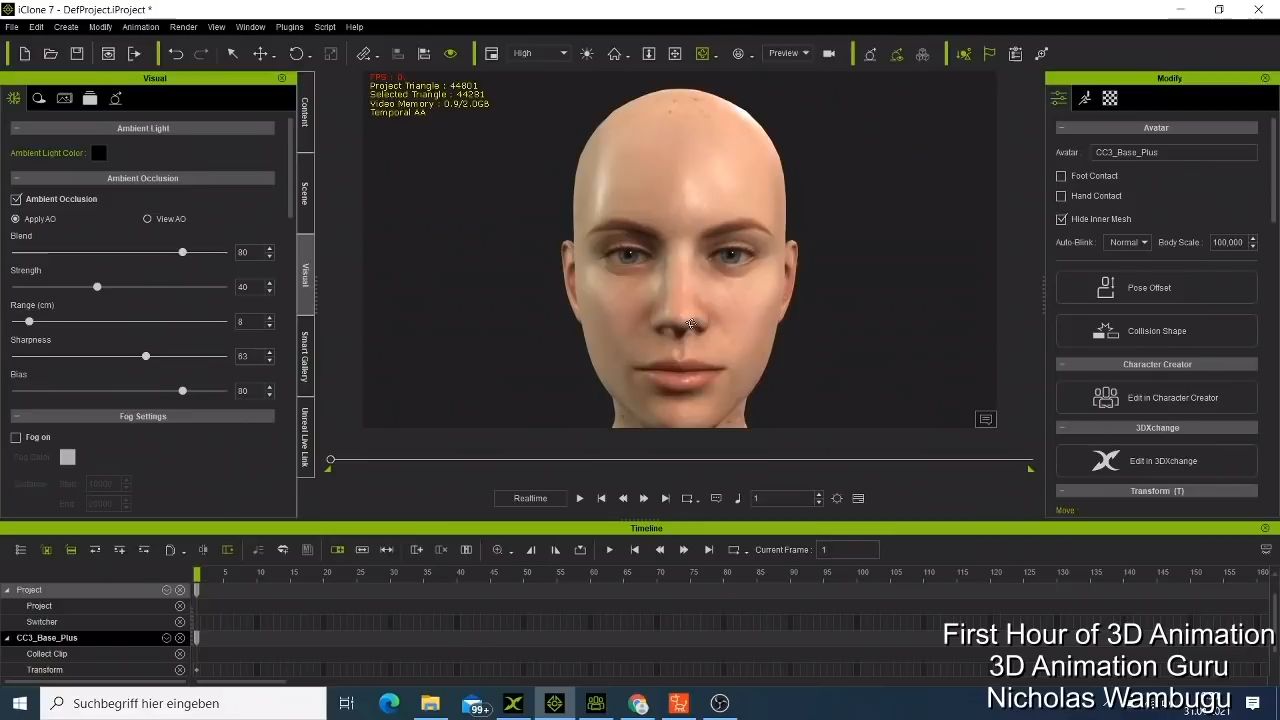 iClone 7 - DefProject.iProject *
File Edit Create Modify Animation Render View Window Plugins Script Help
High Preview
Visual
Ambient Light
Ambient Light Color:
Ambient Occlusion
Ambient Occlusion
Apply AO View AO
Blend
80
Strength
40
Range (cm)
8
Sharpness
63
Bias
80
Fog Settings
Fog on
Fog Color
Distance: Start: 10000
End:
Content
Scene
Visual
Smart Gallery
Unreal Live Link
FPS : 0.
Project Triangle : 44801
Selected Triangle : 44281
Video Memory : 0.9/2.0GB
Temporal AA
Realtime 1
Modify
Avatar
Avatar: CC3_Base_Plus
Foot Contact
Hand Contact
Hide Inner Mesh
Auto-Blink: Normal Body Scale: 100,000
Pose Offset
Collision Shape
Character Creator
Edit in Character Creator
3DXchange
Edit in 3DXchange
Transform (T)
Move
Timeline
Current Frame: 1
5 10 15 20 25 30 35 40 45 50 55 60 65 70 75 80 85 90 95 100 105 110 115 120 125 130 135 140 145 150 155 160
Project
Project
Switcher
CC3_Base_Plus
Collect Clip
Transform
First Hour of 3D Animation
3D Animation Guru
Nicholas Wambugu
Suchbegriff hier eingeben
99+